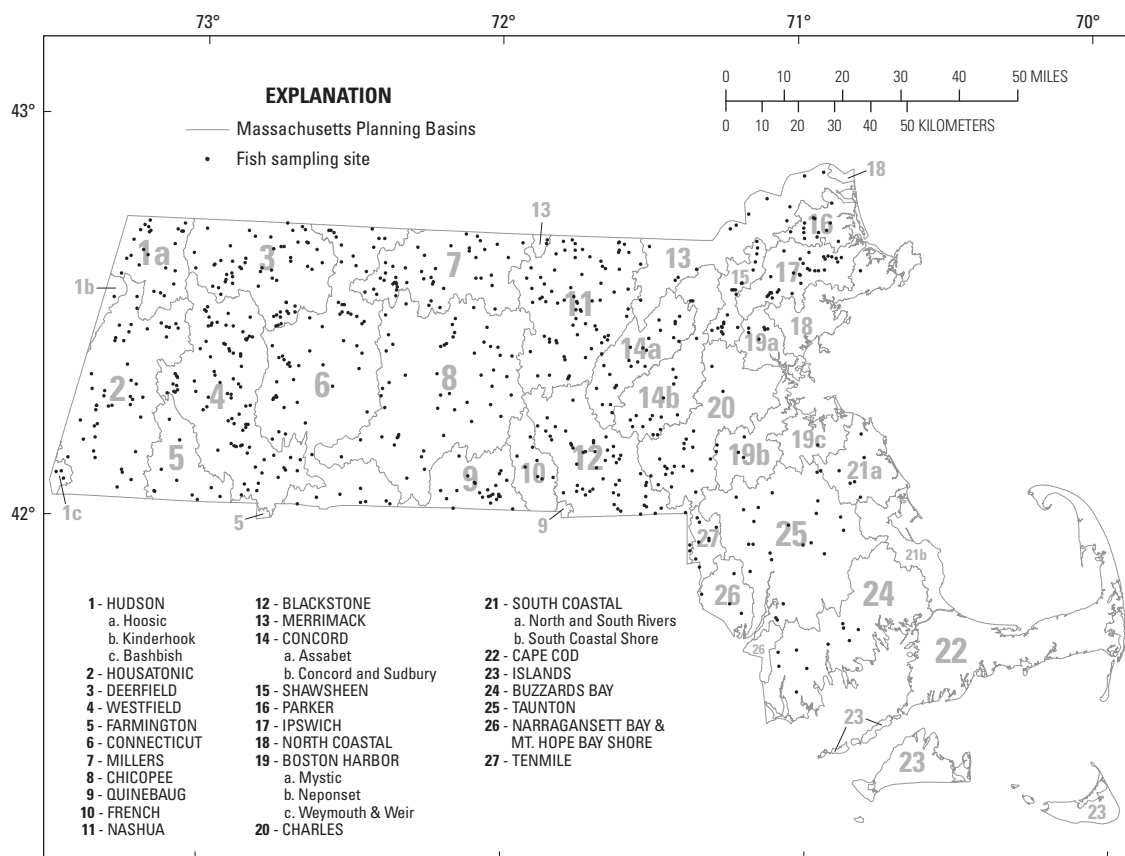 73°
72°
71°
70°
43°
42°
EXPLANATION
Massachusetts Planning Basins
Fish sampling site
0 10 20 30 40 50 MILES
0 10 20 30 40 50 KILOMETERS
18
13
16
1a
3
7
13
15
17
1b
11
18
14a
19a
2
4
6
8
14b
20
19c
5
9
10
12
19b
21a
1c
5
9
27
25
21b
26
24
26
22
23
23
23
1 - HUDSON
a. Hoosic
b. Kinderhook
c. Bashbish
2 - HOUSATONIC
3 - DEERFIELD
4 - WESTFIELD
5 - FARMINGTON
6 - CONNECTICUT
7 - MILLERS
8 - CHICOPEE
9 - QUINEBAUG
10 - FRENCH
11 - NASHUA
12 - BLACKSTONE
13 - MERRIMACK
14 - CONCORD
a. Assabet
b. Concord and Sudbury
15 - SHAWSHEEN
16 - PARKER
17 - IPSWICH
18 - NORTH COASTAL
19 - BOSTON HARBOR
a. Mystic
b. Neponset
c. Weymouth & Weir
20 - CHARLES
21 - SOUTH COASTAL
a. North and South Rivers
b. South Coastal Shore
22 - CAPE COD
23 - ISLANDS
24 - BUZZARDS BAY
25 - TAUNTON
26 - NARRAGANSETT BAY &
MT. HOPE BAY SHORE
27 - TENMILE